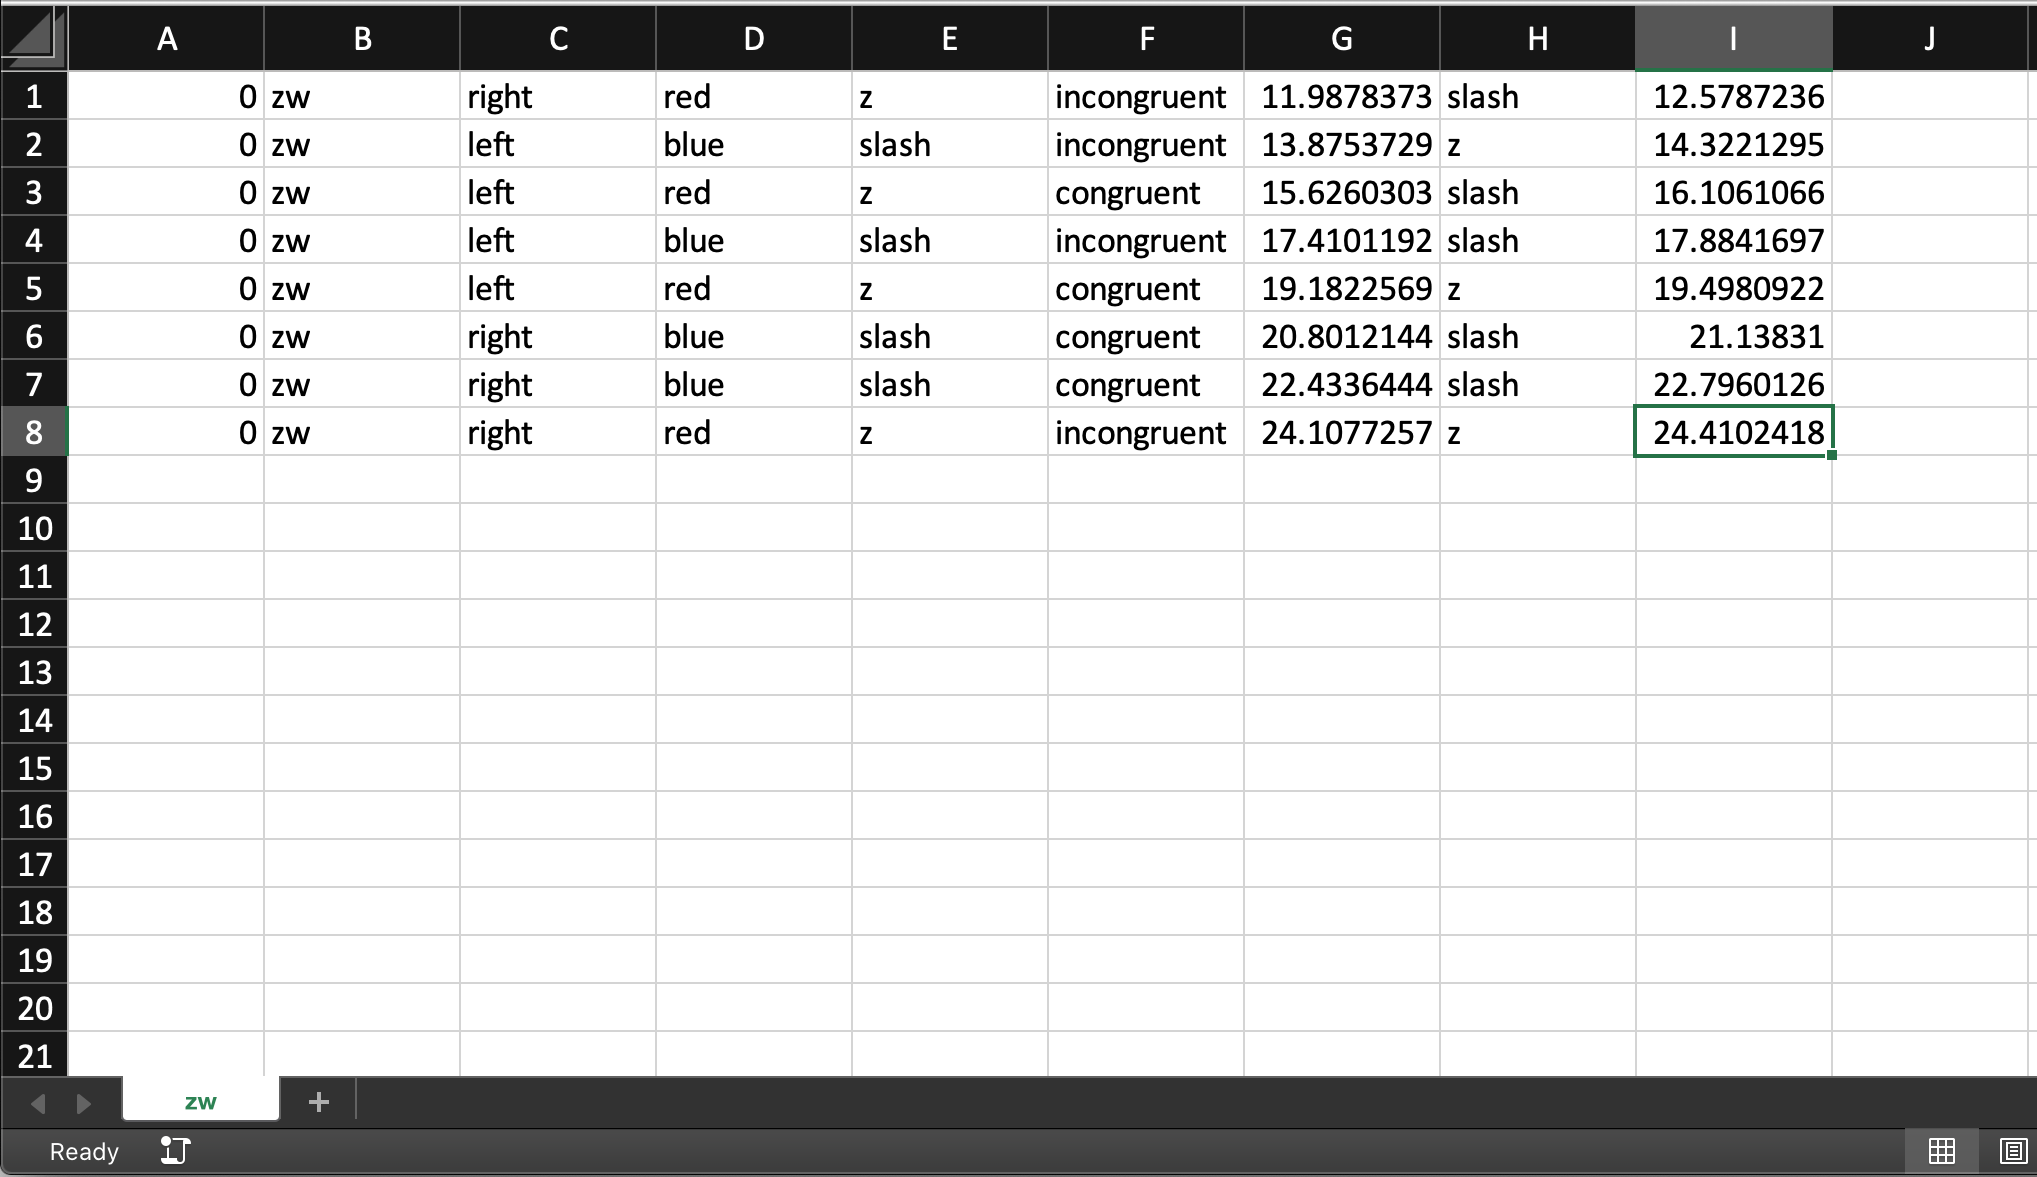 A B C D E F G H I J
1 0 zw right red z incongruent 11.9878373 slash 12.5787236
2 0 zw left blue slash incongruent 13.8753729 z 14.3221295
3 0 zw left red z congruent 15.6260303 slash 16.1061066
4 0 zw left blue slash incongruent 17.4101192 slash 17.8841697
5 0 zw left red z congruent 19.1822569 z 19.4980922
6 0 zw right blue slash congruent 20.8012144 slash 21.13831
7 0 zw right blue slash congruent 22.4336444 slash 22.7960126
8 0 zw right red z incongruent 24.1077257 z 24.4102418
9
10
11
12
13
14
15
16
17
18
19
20
21
zw +
Ready